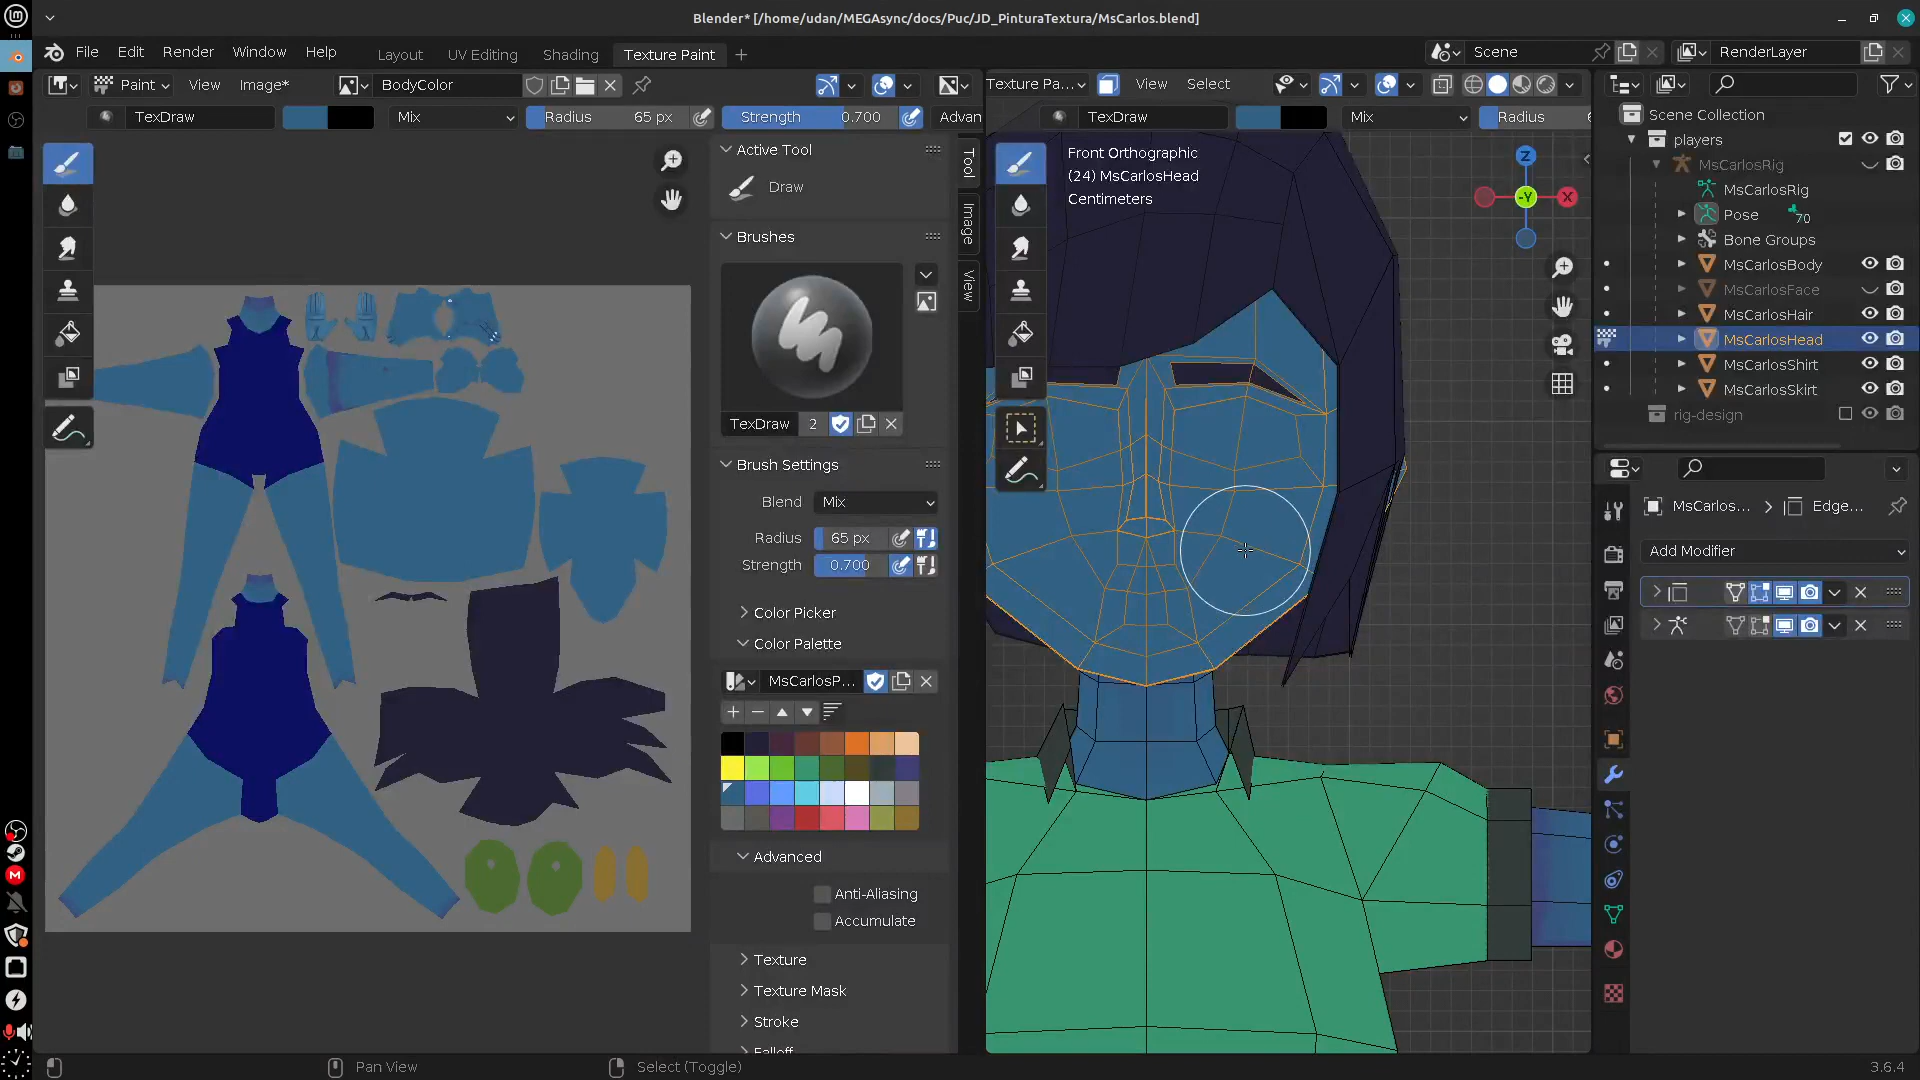 Blender* [/home/udan/MEGAsync/docs/Puc/JD_PinturaTextura/MsCarlos.blend]
File Edit Render Window Help Layout UV Editing Shading Texture Paint Scene RenderLayer
Paint View Image* BodyColor
Texture Pa... View Select
TexDraw Mix Radius 65 px Strength 0.700 Advan
TexDraw Mix Radius 6
Active Tool
Draw
Brushes
TexDraw 2
Brush Settings
Blend Mix
Radius 65 px
Strength 0.700
Color Picker
Color Palette
MsCarlosP...
Advanced
Anti-Aliasing
Accumulate
Texture
Texture Mask
Stroke
Falloff
Tool
Image
View
Front Orthographic
(24) MsCarlosHead
Centimeters
Z
-Y
X
Scene Collection
players
MsCarlosRig
MsCarlosRig
Pose 70
Bone Groups
MsCarlosBody
MsCarlosFace
MsCarlosHair
MsCarlosHead
MsCarlosShirt
MsCarlosSkirt
rig-design
MsCarlos... Edge...
Add Modifier
Pan View
Select (Toggle)
3.6.4